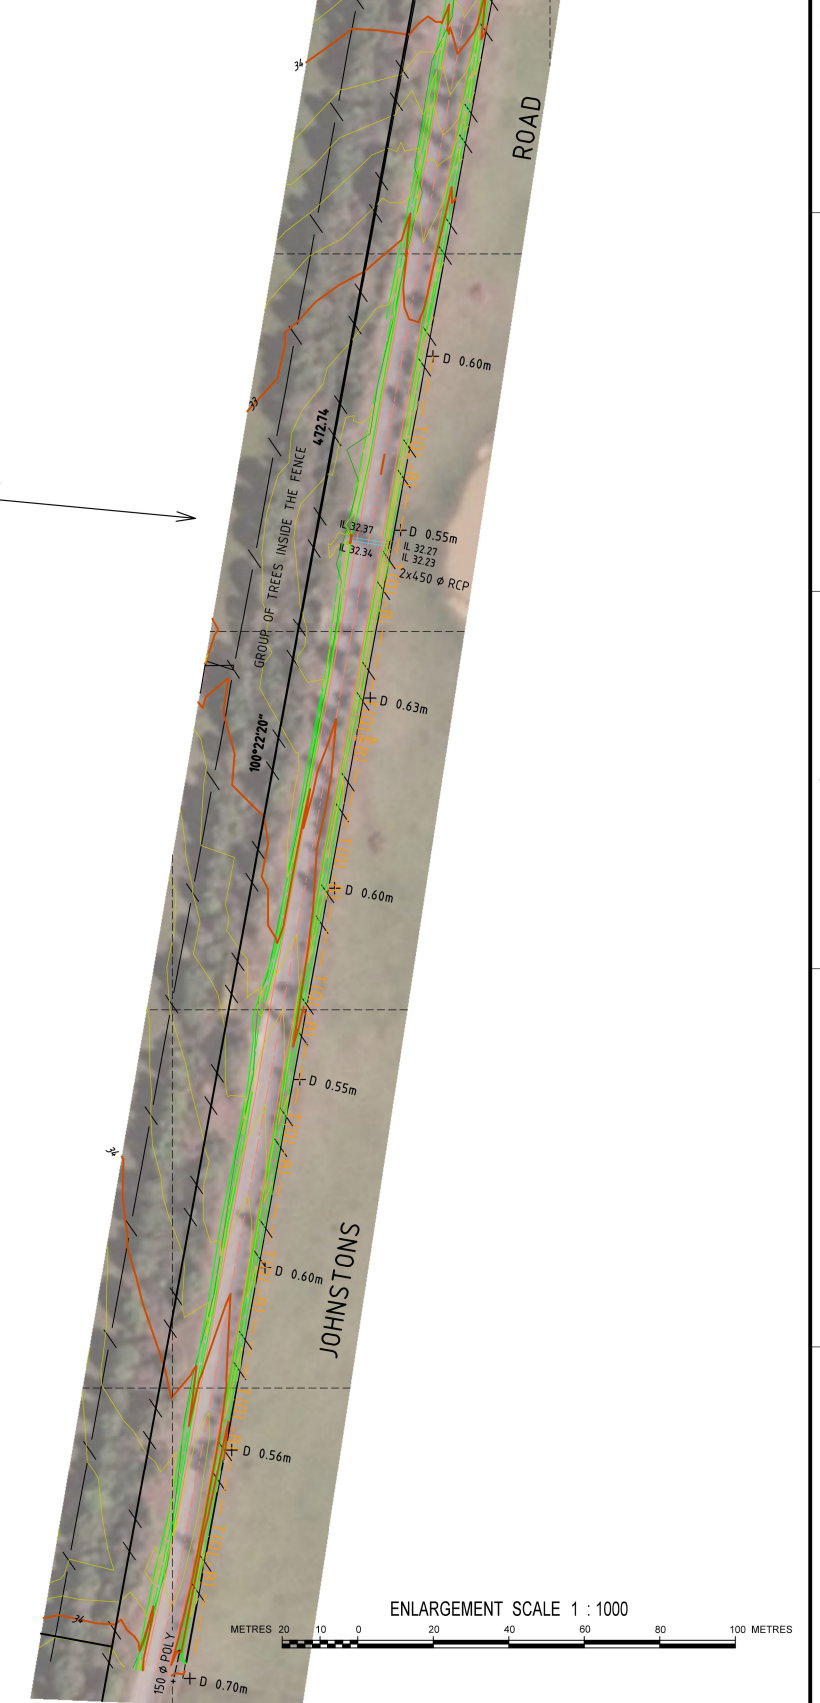 34
ROAD
D 0.60m
33
472.74
GROUP OF TREES INSIDE THE FENCE
IL 32.37
IL 32.34
D 0.55m
IL 32.27
IL 32.23
2x450 Ø RCP
D 0.63m
100°22'20"
D 0.60m
D 0.55m
34
D 0.60m
JOHNSTONS
D 0.56m
34
150 Ø POLY
D 0.70m
ENLARGEMENT SCALE 1 : 1000
METRES 20 10 0 20 40 60 80 100 METRES